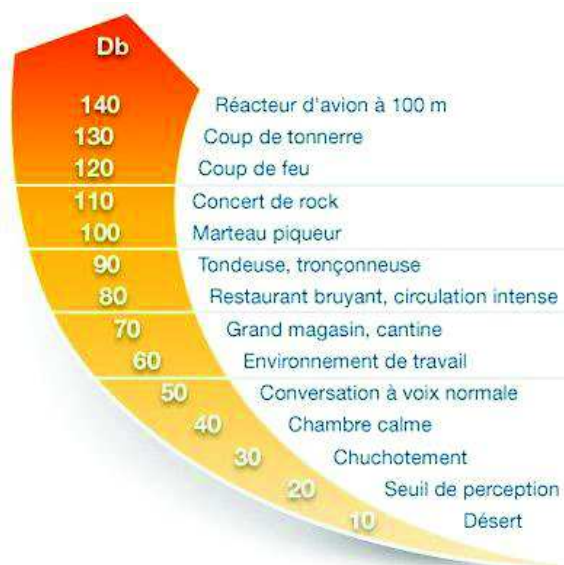 Db
140 Réacteur d'avion à 100 m
130 Coup de tonnerre
120 Coup de feu
110 Concert de rock
100 Marteau piqueur
90 Tondeuse, tronçonneuse
80 Restaurant bruyant, circulation intense
70 Grand magasin, cantine
60 Environnement de travail
50 Conversation à voix normale
40 Chambre calme
30 Chuchotement
20 Seuil de perception
10 Désert